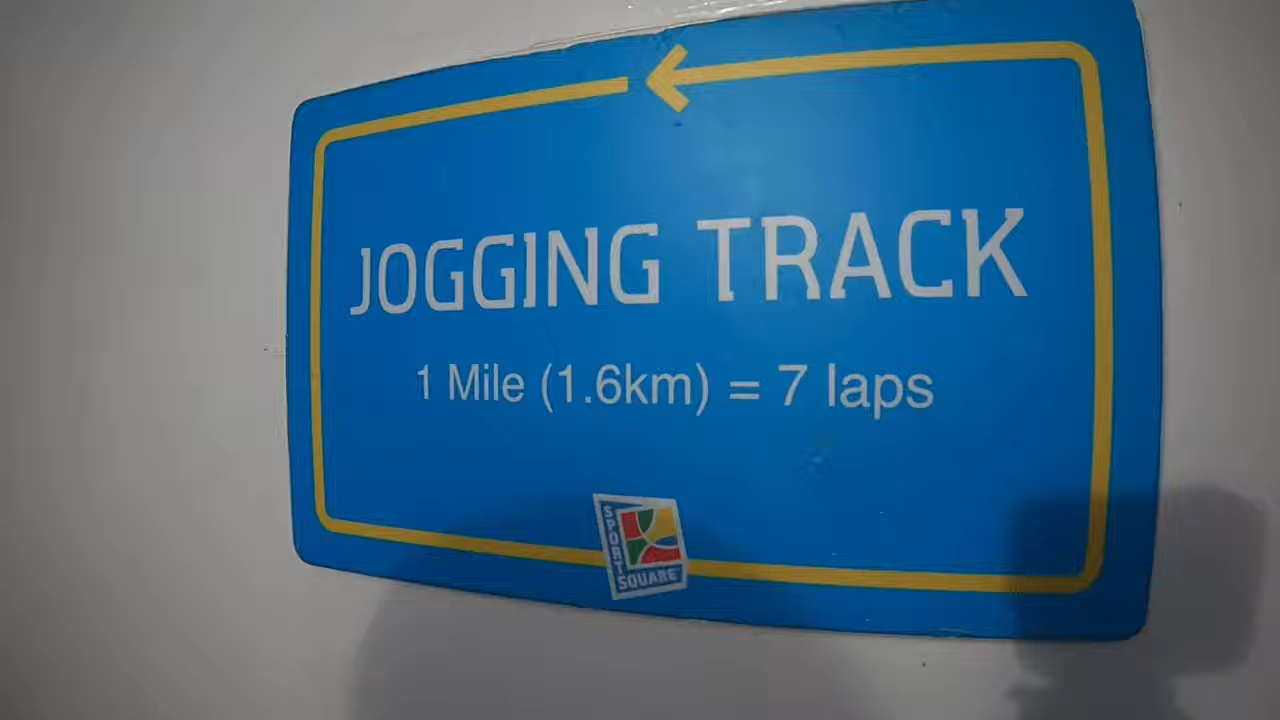 JOGGING TRACK
1 Mile (1.6km) = 7 laps
SPORT
SQUARE